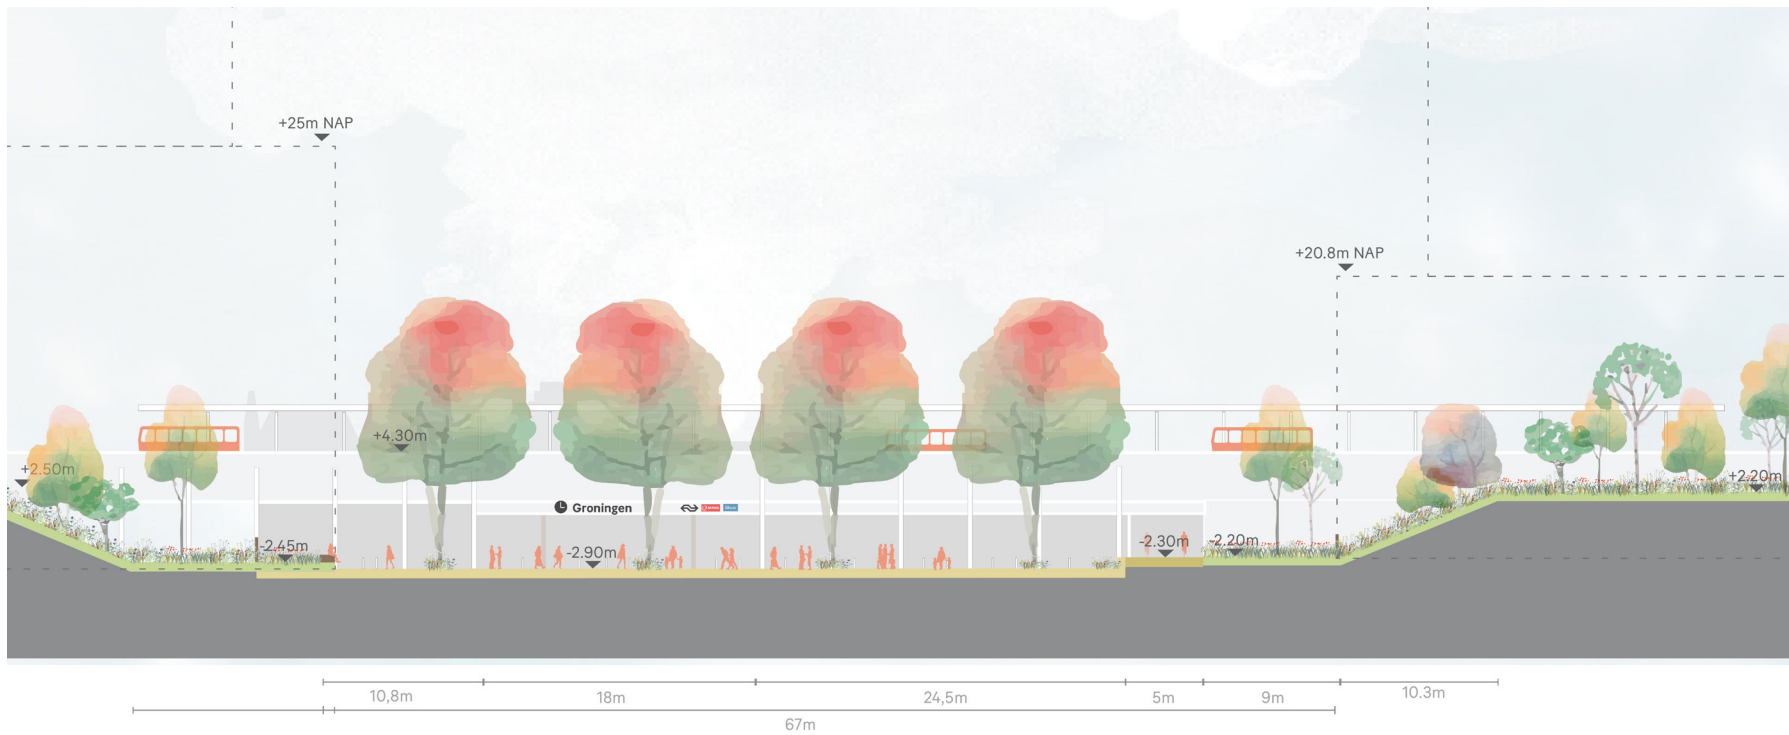 +25m NAP
+20.8m NAP
+4.30m
+2.50m
+2.20m
Groningen
-2.45m
-2.90m
-2.30m
-2.20m
10,8m
18m
24,5m
5m
9m
10.3m
67m